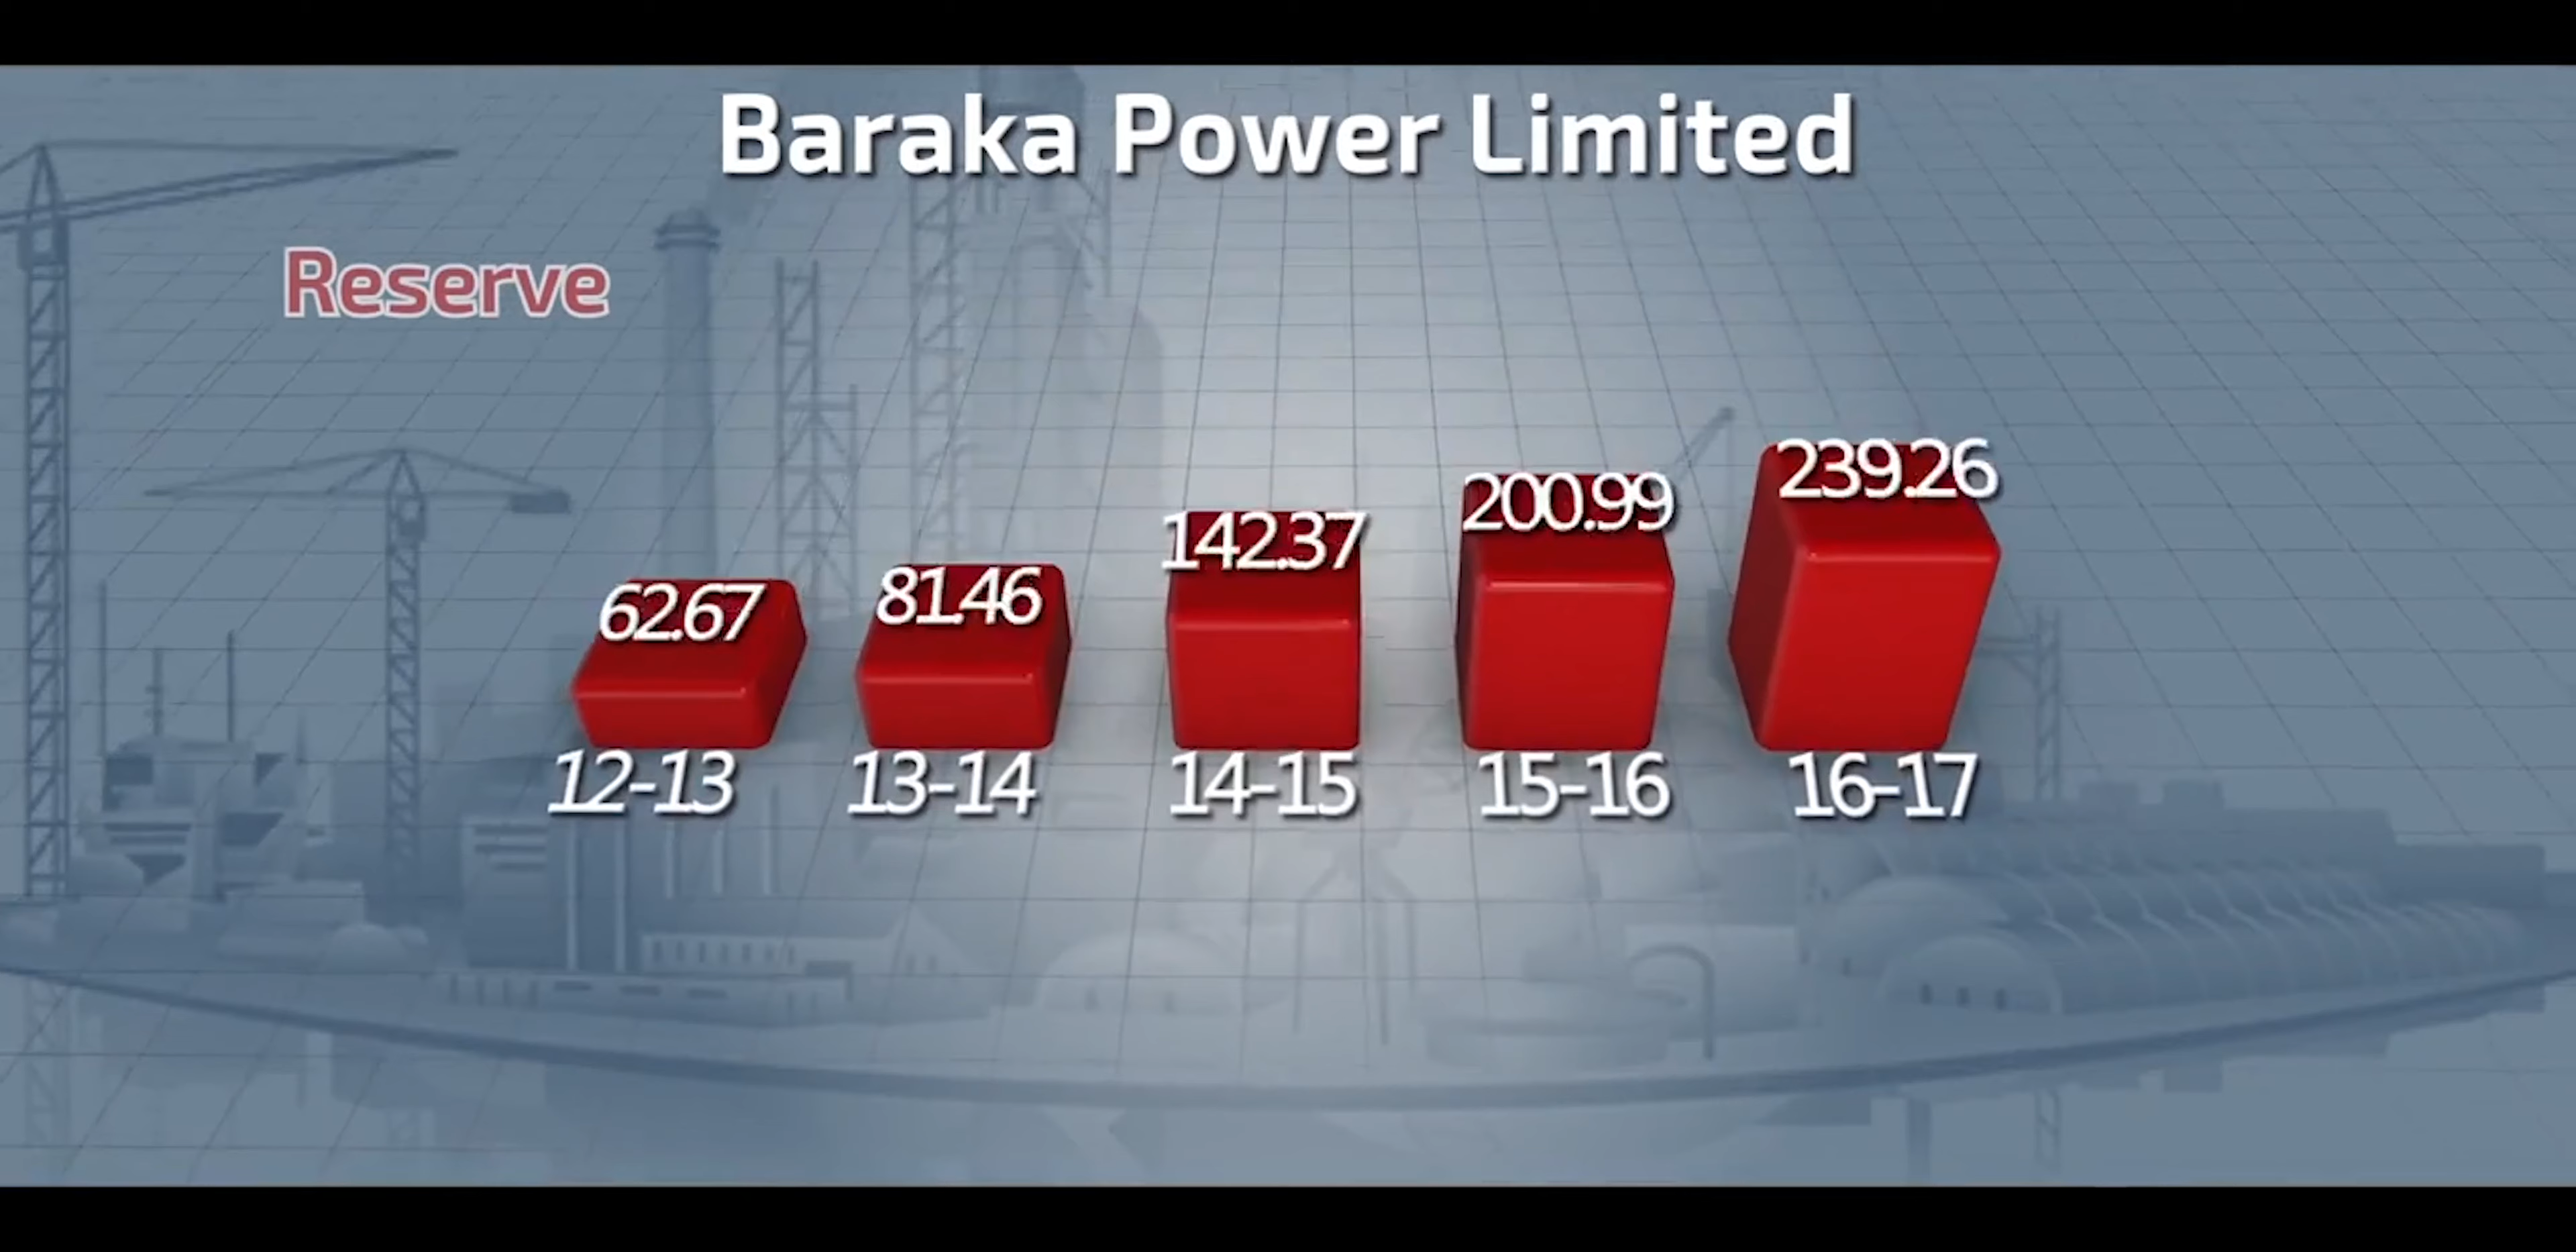 Baraka Power Limited
Reserve
62.67 81.46 142.37 200.99 239.26
12-13 13-14 14-15 15-16 16-17